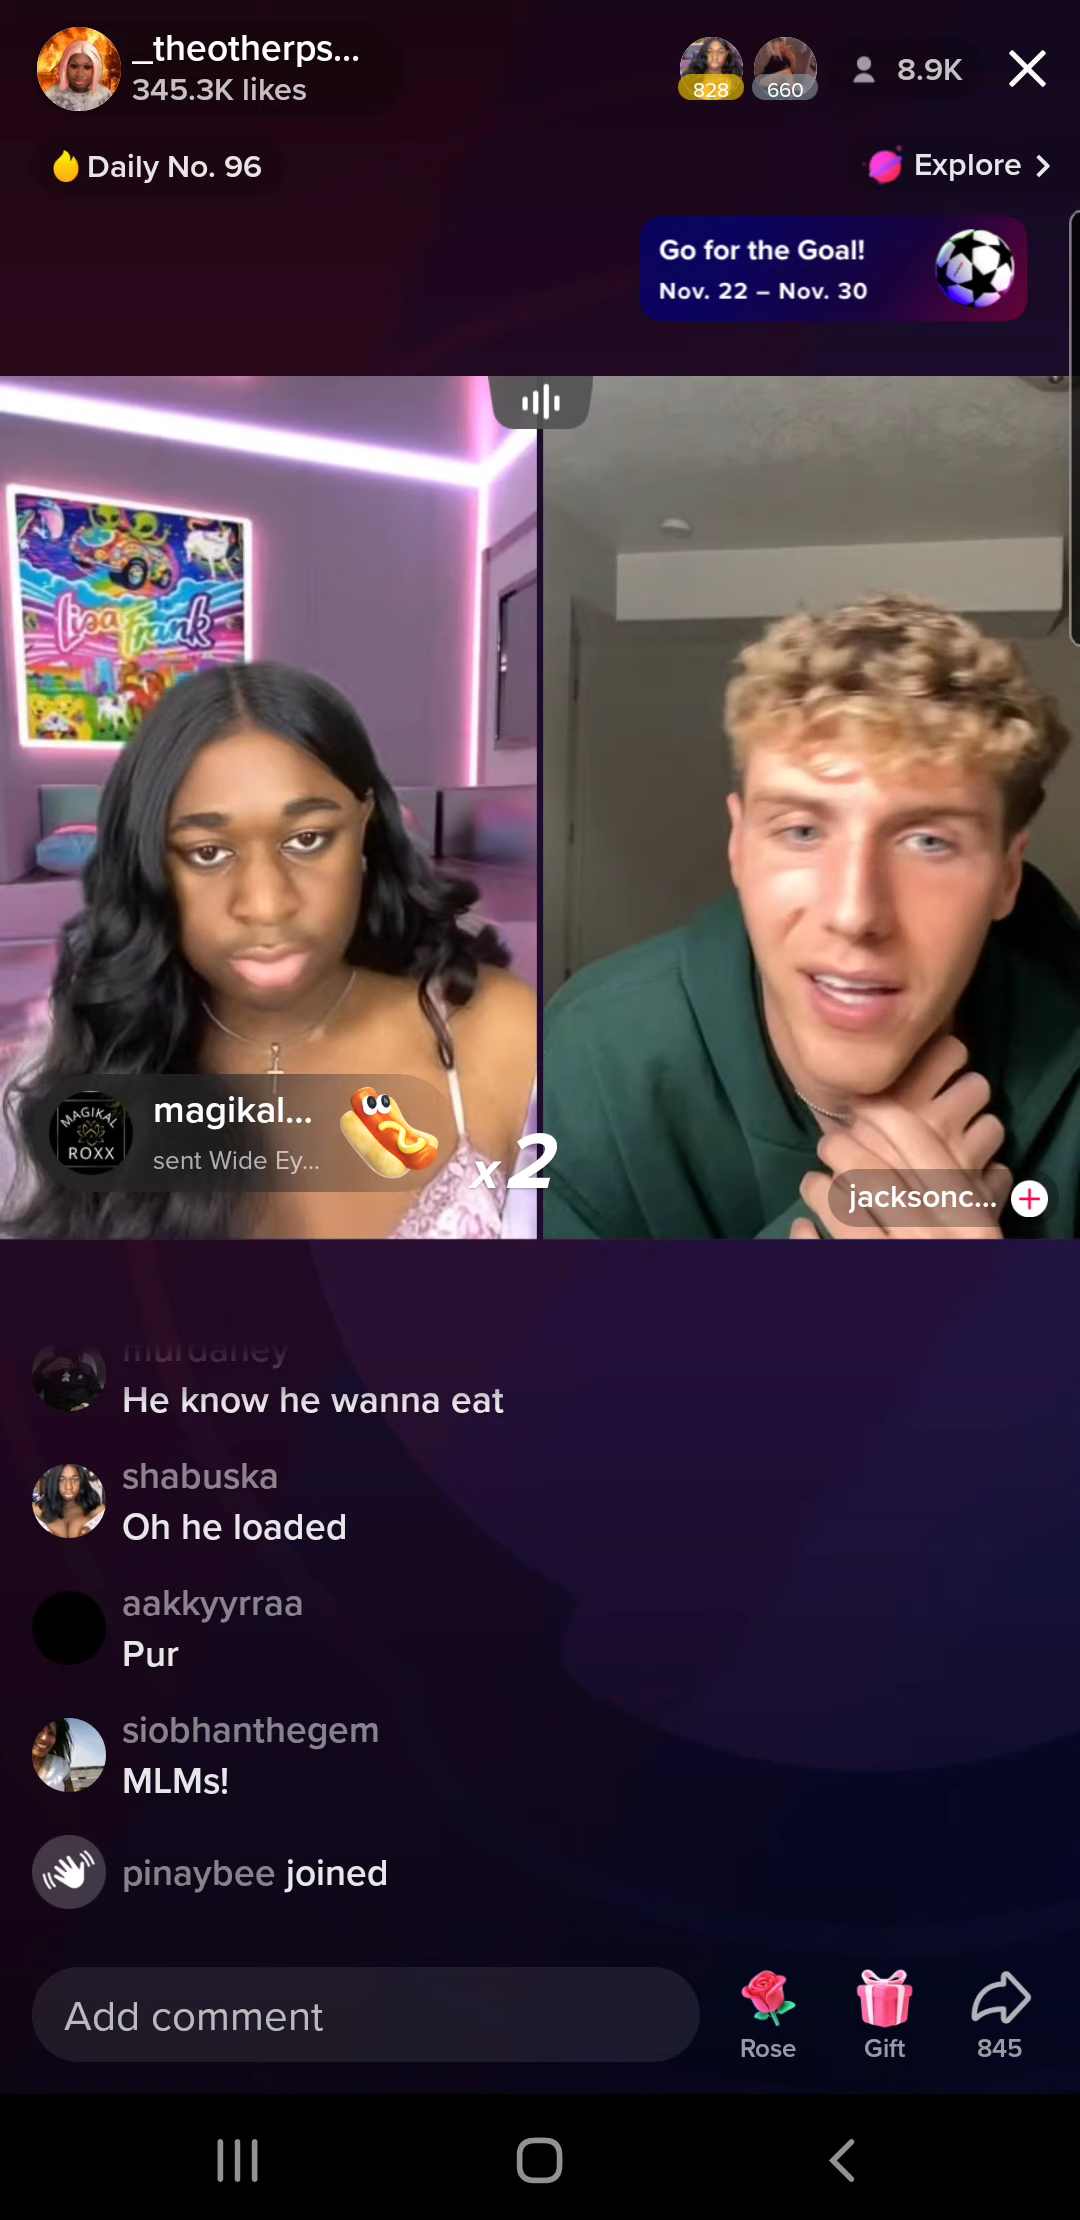 _theotherps...
345.3K likes
828
660
8.9K
Daily No. 96
Explore
Go for the Goal!
Nov. 22 – Nov. 30
Lisa Frank
MAGIKAL
ROXX
magikal...
sent Wide Ey...
x2
jacksonc...
murdaney
He know he wanna eat
shabuska
Oh he loaded
aakkyyrraa
Pur
siobhanthegem
MLMs!
pinaybee joined
Add comment
Rose
Gift
845